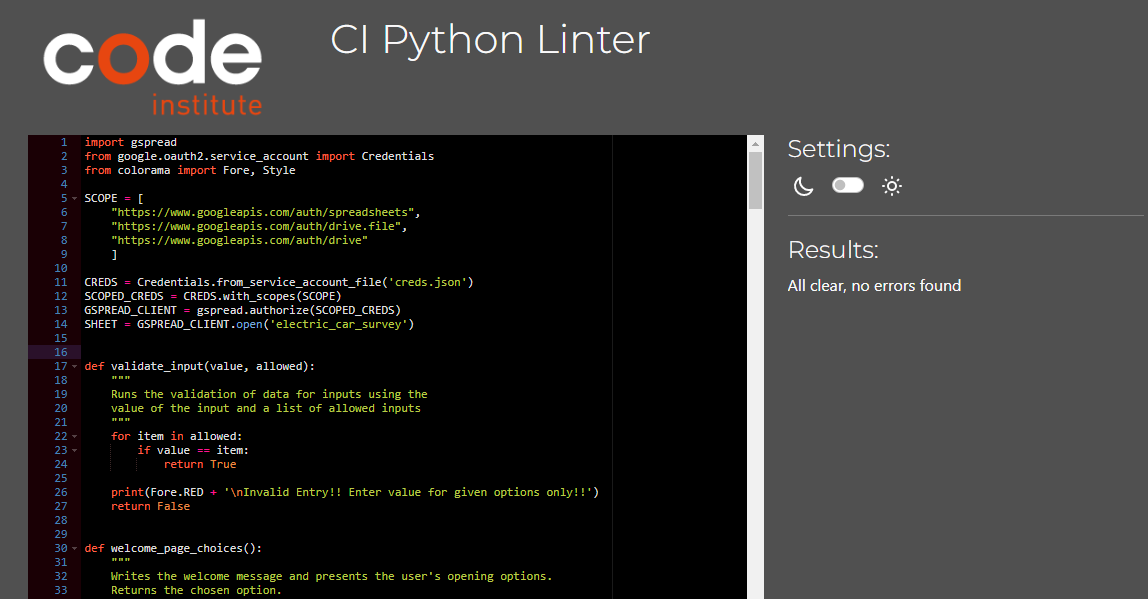 code
institute
CI Python Linter
1 import gspread
2 from google.oauth2.service_account import Credentials
3 from colorama import Fore, Style
4
5 SCOPE = [
6     "https://www.googleapis.com/auth/spreadsheets",
7     "https://www.googleapis.com/auth/drive.file",
8     "https://www.googleapis.com/auth/drive"
9     ]
10
11 CREDS = Credentials.from_service_account_file('creds.json')
12 SCOPED_CREDS = CREDS.with_scopes(SCOPE)
13 GSPREAD_CLIENT = gspread.authorize(SCOPED_CREDS)
14 SHEET = GSPREAD_CLIENT.open('electric_car_survey')
15
16
17 def validate_input(value, allowed):
18     """
19     Runs the validation of data for inputs using the
20     value of the input and a list of allowed inputs
21     """
22     for item in allowed:
23         if value == item:
24             return True
25
26     print(Fore.RED + '\nInvalid Entry!! Enter value for given options only!!')
27     return False
28
29
30 def welcome_page_choices():
31     """
32     Writes the welcome message and presents the user's opening options.
33     Returns the chosen option.
Settings:
Results:
All clear, no errors found